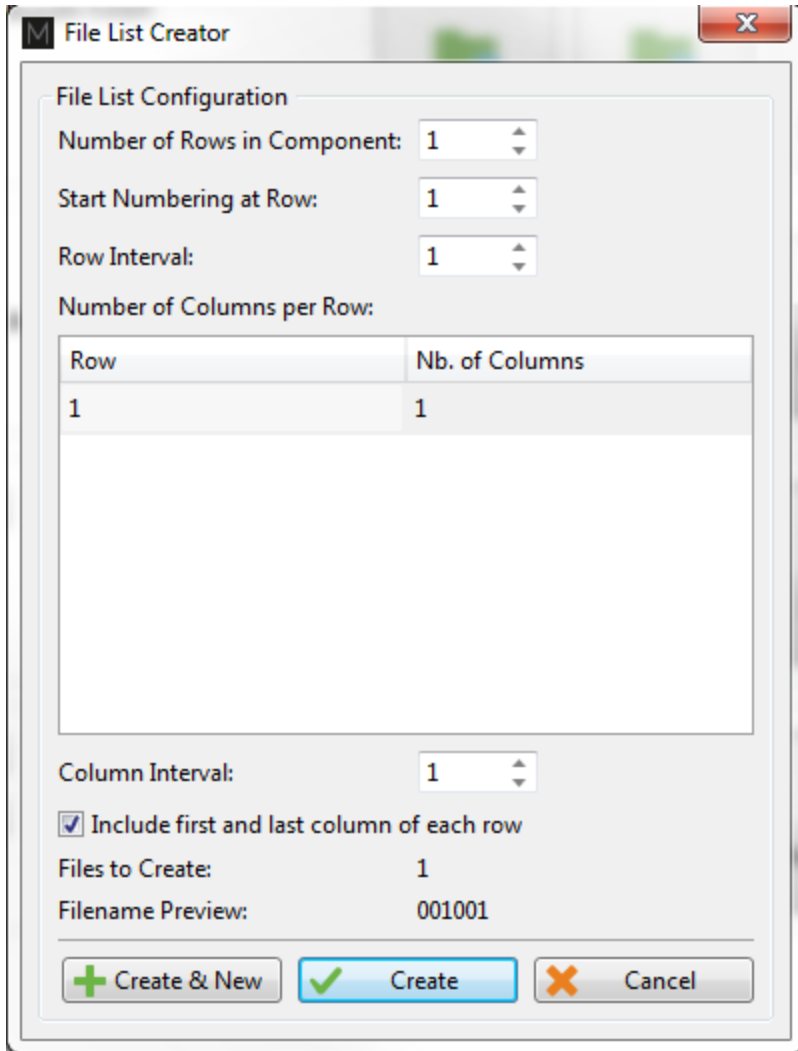 M File List Creator
File List Configuration
Number of Rows in Component: 1
Start Numbering at Row: 1
Row Interval: 1
Number of Columns per Row:
Row Nb. of Columns
1 1
Column Interval: 1
Include first and last column of each row
Files to Create: 1
Filename Preview: 001001
Create & New Create Cancel